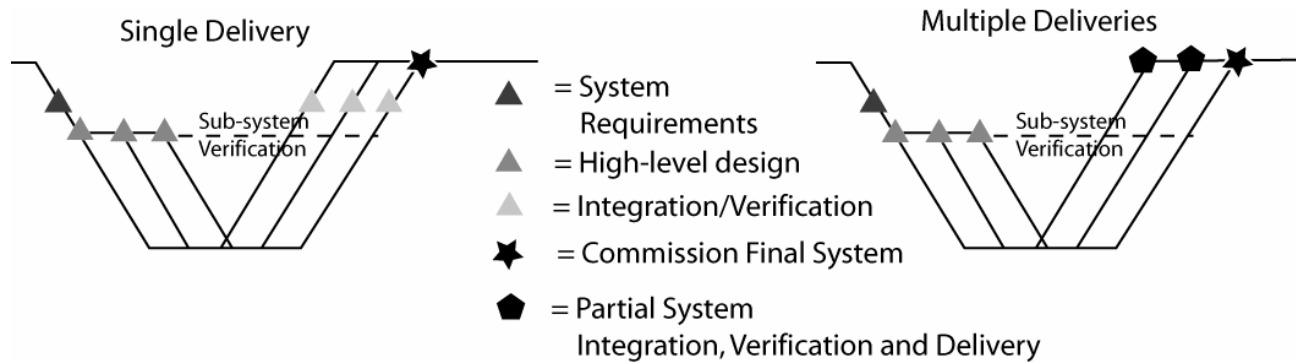 Single Delivery
Sub-system
Verification
= System
Requirements
= High-level design
= Integration/Verification
= Commission Final System
= Partial System
Integration, Verification and Delivery
Multiple Deliveries
Sub-system
Verification